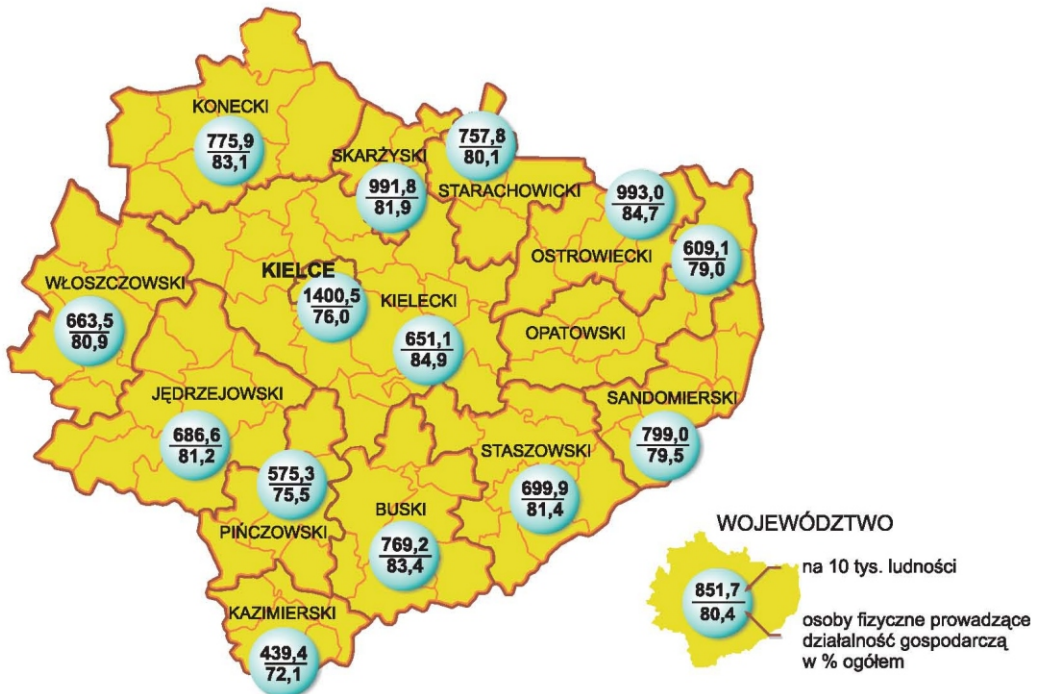 KONECKI
775,9
83,1
SKARŻYSKI
991,8
81,9
757,8
80,1
STARACHOWICKI
993,0
84,7
OSTROWIECKI
609,1
79,0
WŁOSZCZOWSKI
663,5
80,9
KIELCE
1400,5
76,0
KIELECKI
651,1
84,9
OPATOWSKI
JĘDRZEJOWSKI
686,6
81,2
SANDOMIERSKI
799,0
79,5
575,3
75,5
PIŃCZOWSKI
STASZOWSKI
699,9
81,4
BUSKI
769,2
83,4
KAZIMIERSKI
439,4
72,1
WOJEWÓDZTWO
na 10 tys. ludności
851,7
80,4
osoby fizyczne prowadzące
działalność gospodarczą
w % ogółem